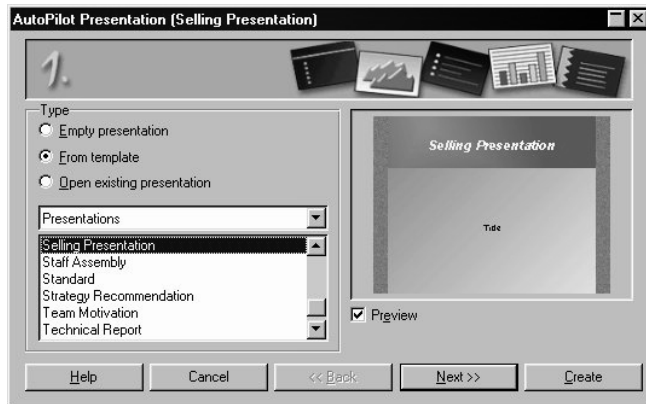 AutoPilot Presentation (Selling Presentation)
1.
Type
Empty presentation
From template
Open existing presentation
Presentations
Selling Presentation
Staff Assembly
Standard
Strategy Recommendation
Team Motivation
Technical Report
Selling Presentation
Title
Preview
Help
Cancel
<< Back
Next >>
Create